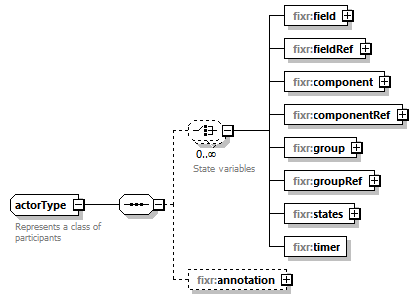 fixr:field
fixr:fieldRef
fixr:component
fixr:componentRef
0..∞
State variables
fixr:group
fixr:groupRef
actorType
Represents a class of
participants
fixr:states
fixr:timer
fixr:annotation